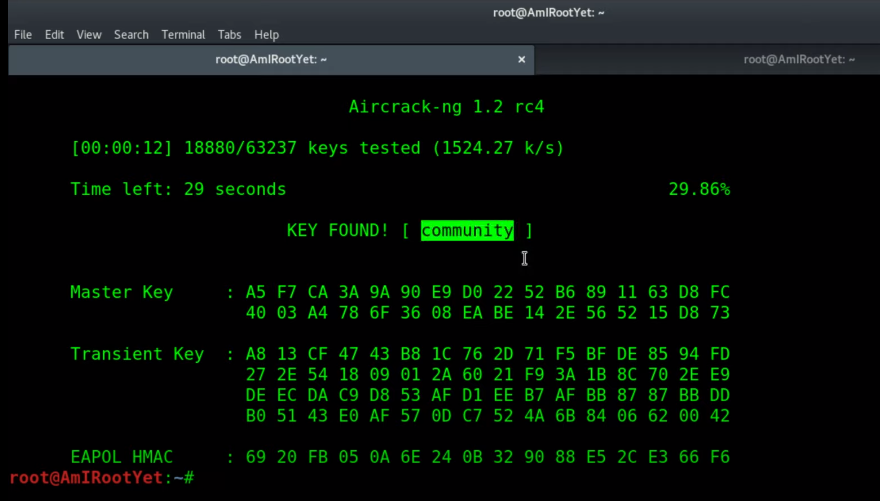 root@AmIRootYet: ~
File Edit View Search Terminal Tabs Help
root@AmIRootYet: ~ × root@AmIRootYet: ~
Aircrack-ng 1.2 rc4
[00:00:12] 18880/63237 keys tested (1524.27 k/s)
Time left: 29 seconds 29.86%
KEY FOUND! [ community ]
Master Key : A5 F7 CA 3A 9A 90 E9 D0 22 52 B6 89 11 63 D8 FC
40 03 A4 78 6F 36 08 EA BE 14 2E 56 52 15 D8 73
Transient Key : A8 13 CF 47 43 B8 1C 76 2D 71 F5 BF DE 85 94 FD
27 2E 54 18 09 01 2A 60 21 F9 3A 1B 8C 70 2E E9
DE EC DA C9 D8 53 AF D1 EE B7 AF BB 87 87 BB DD
B0 51 43 E0 AF 57 0D C7 52 4A 6B 84 06 62 00 42
EAPOL HMAC : 69 20 FB 05 0A 6E 24 0B 32 90 88 E5 2C E3 66 F6
root@AmIRootYet:~#